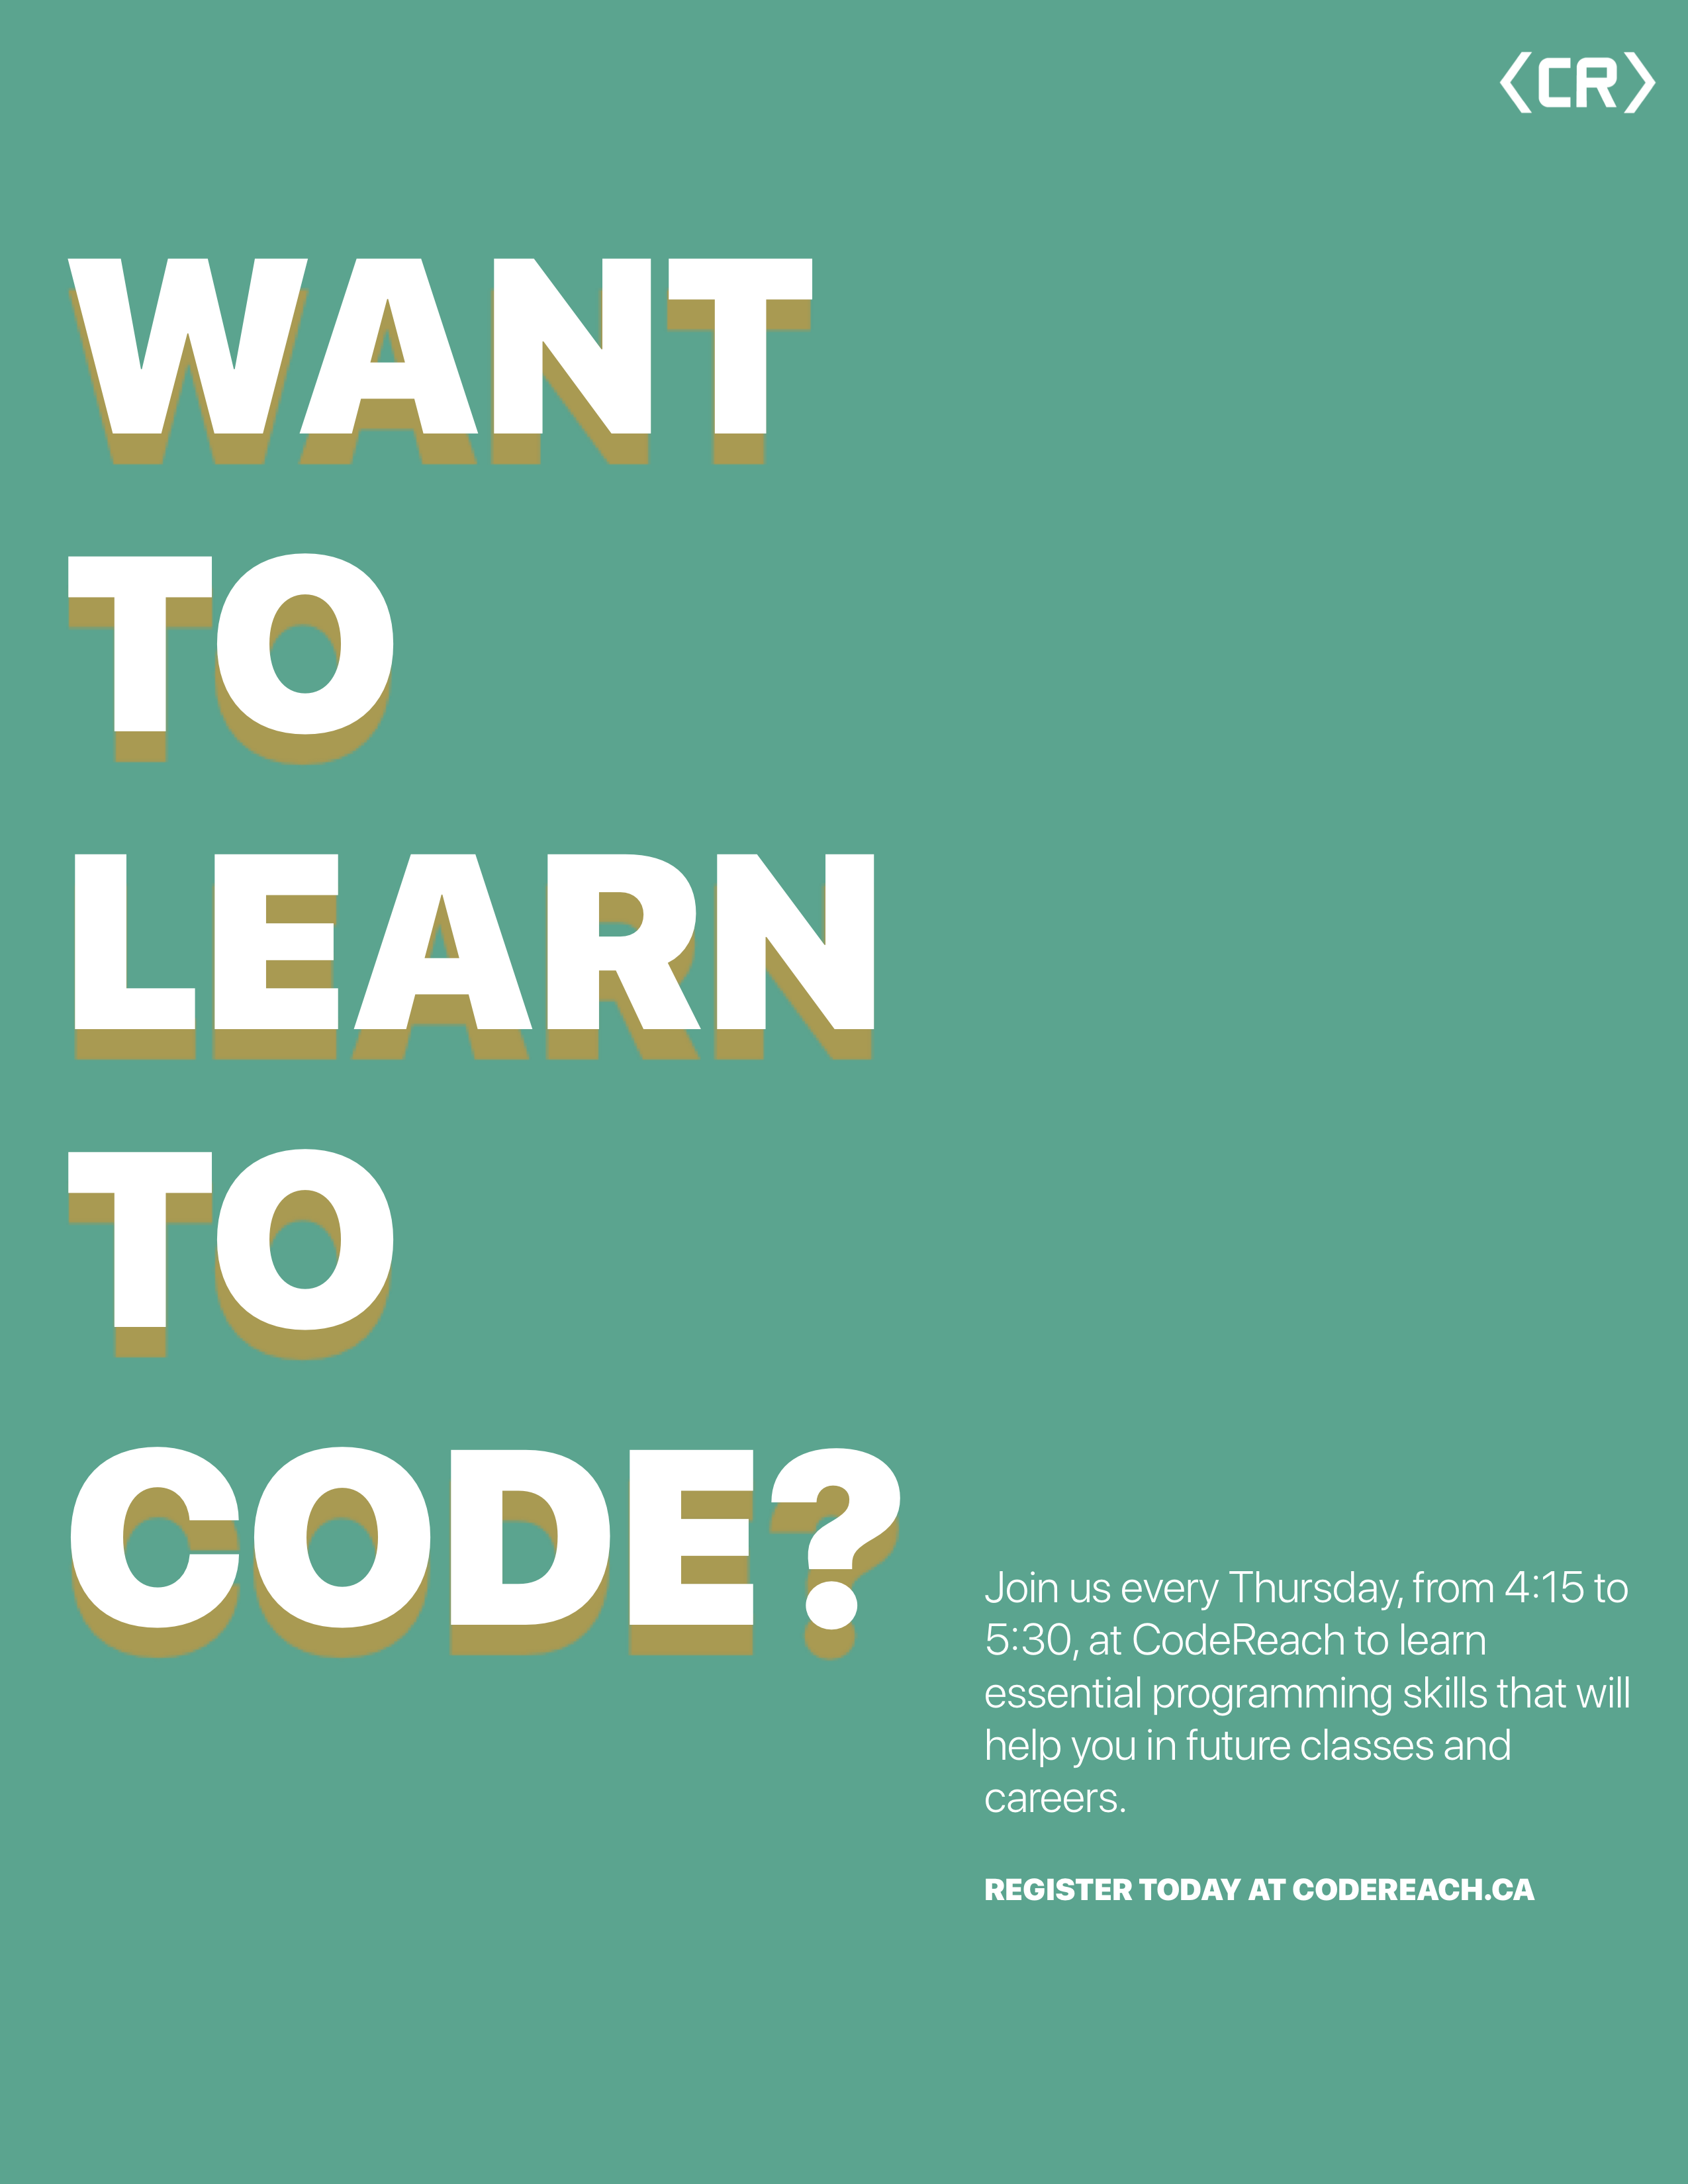 <CR>
WANT
TO
LEARN
TO
CODE?
Join us every Thursday, from 4:15 to
5:30, at CodeReach to learn
essential programming skills that will
help you in future classes and
careers.
REGISTER TODAY AT CODEREACH.CA